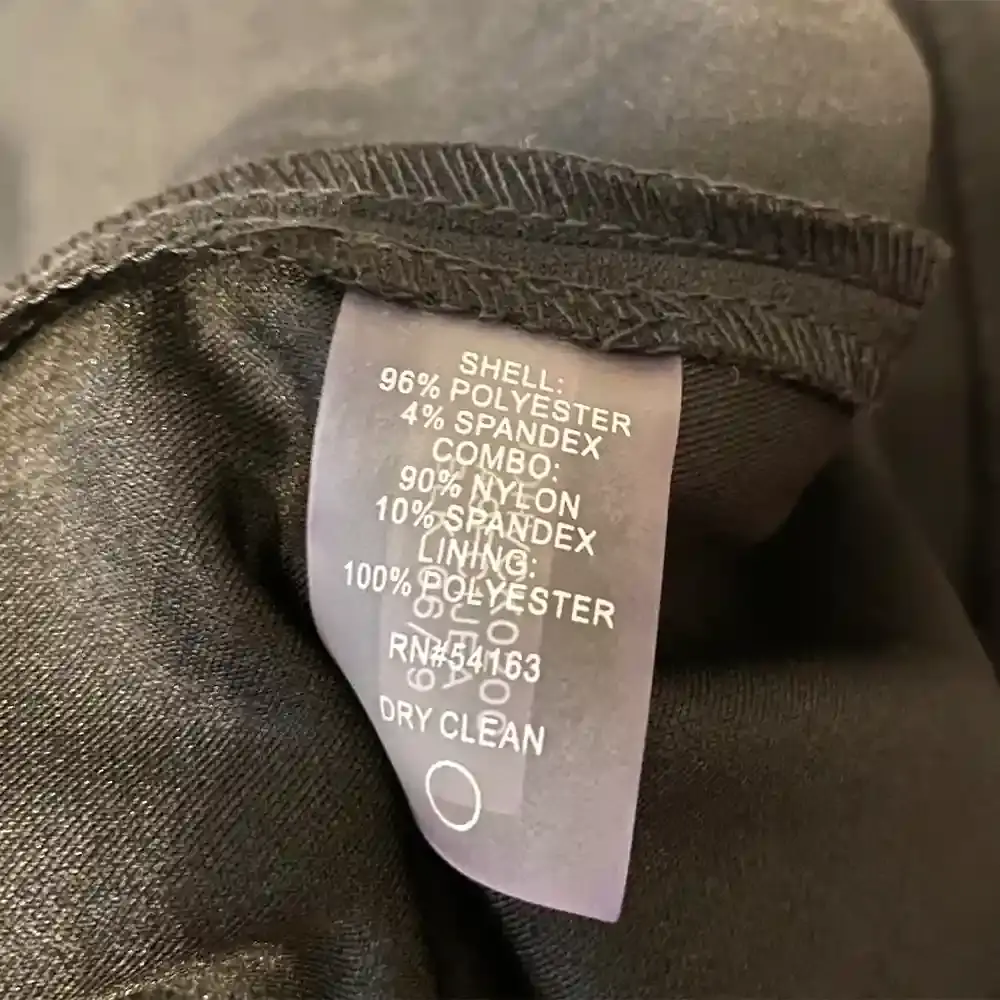 SHELL:
96% POLYESTER
4% SPANDEX
COMBO:
90% NYLON
10% SPANDEX
LINING:
100% POLYESTER
RN#54163
DRY CLEAN